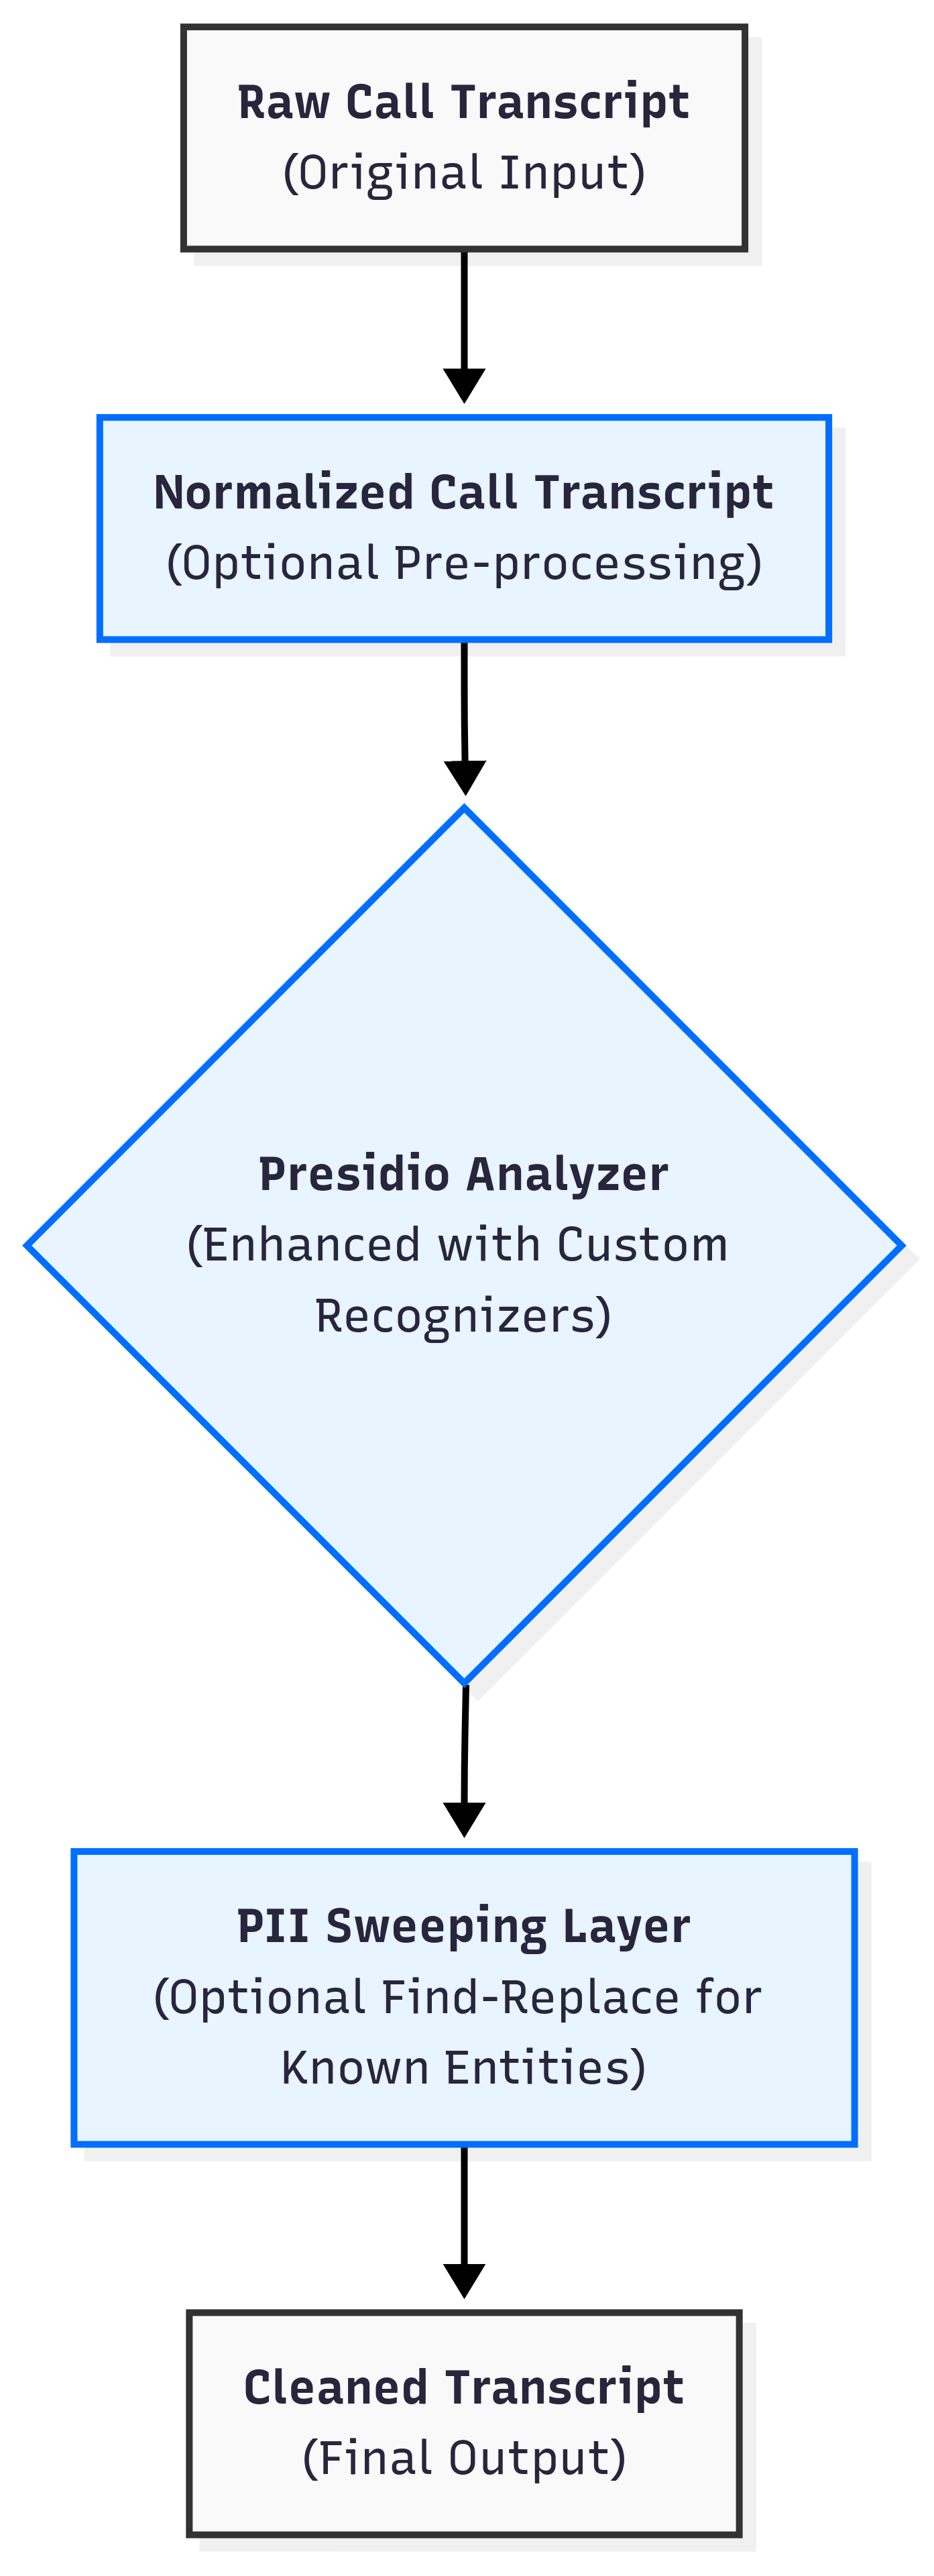 Raw Call Transcript
(Original Input)
Normalized Call Transcript
(Optional Pre-processing)
Presidio Analyzer
(Enhanced with Custom
Recognizers)
PII Sweeping Layer
(Optional Find-Replace for
Known Entities)
Cleaned Transcript
(Final Output)